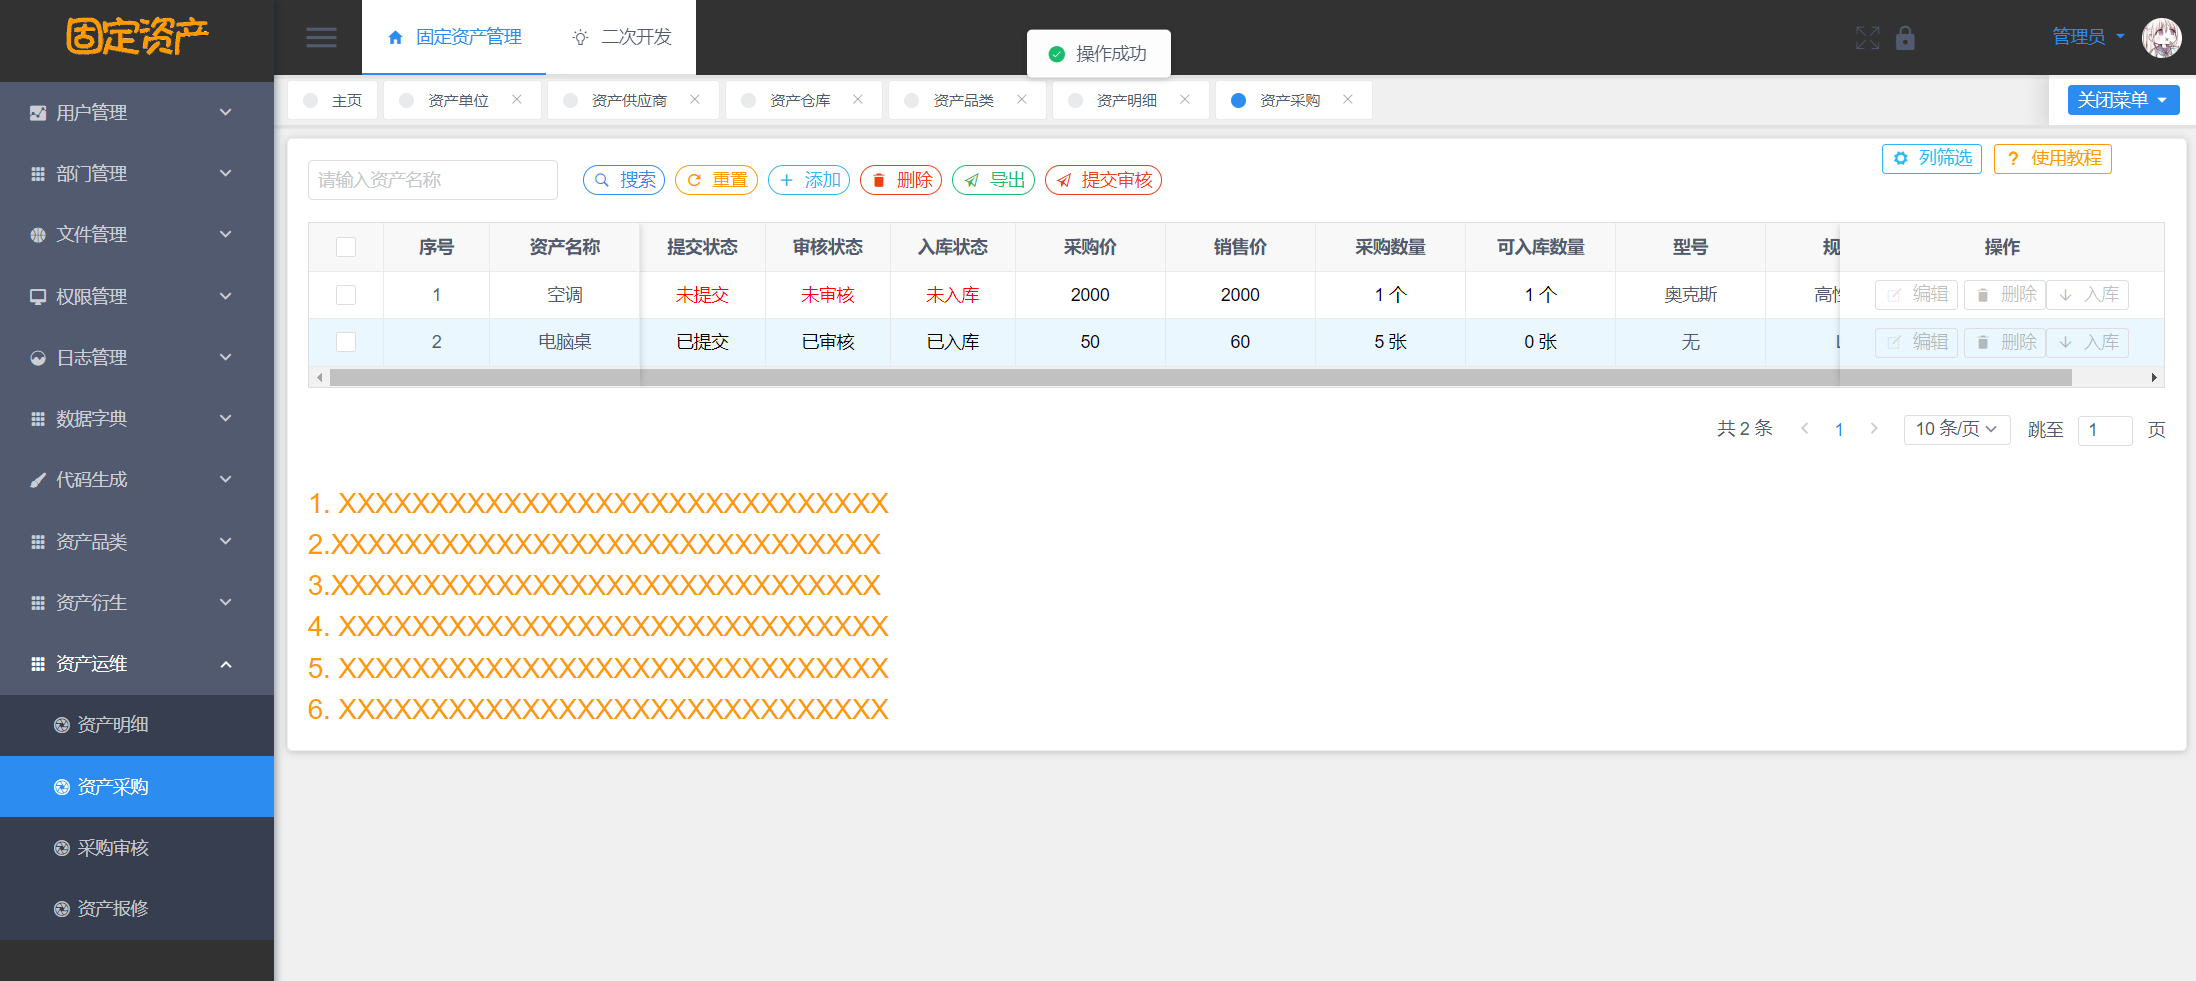 固定资产
固定资产管理 二次开发
操作成功
管理员
主页 资产单位 资产供应商 资产仓库 资产品类 资产明细 资产采购
关闭菜单
用户管理
部门管理
文件管理
权限管理
日志管理
数据字典
代码生成
资产品类
资产衍生
资产运维
资产明细
资产采购
采购审核
资产报修
请输入资产名称 搜索 重置 添加 删除 导出 提交审核
列筛选 使用教程
序号 资产名称 提交状态 审核状态 入库状态 采购价 销售价 采购数量 可入库数量 型号 规 操作
1 空调 未提交 未审核 未入库 2000 2000 1 个 1 个 奥克斯 高性 编辑 删除 入库
2 电脑桌 已提交 已审核 已入库 50 60 5 张 0 张 无 编辑 删除 入库
共 2 条 1 10 条/页 跳至 1 页
1. XXXXXXXXXXXXXXXXXXXXXXXXXXXXXX
2.XXXXXXXXXXXXXXXXXXXXXXXXXXXXXX
3.XXXXXXXXXXXXXXXXXXXXXXXXXXXXXX
4. XXXXXXXXXXXXXXXXXXXXXXXXXXXXXX
5. XXXXXXXXXXXXXXXXXXXXXXXXXXXXXX
6. XXXXXXXXXXXXXXXXXXXXXXXXXXXXXX